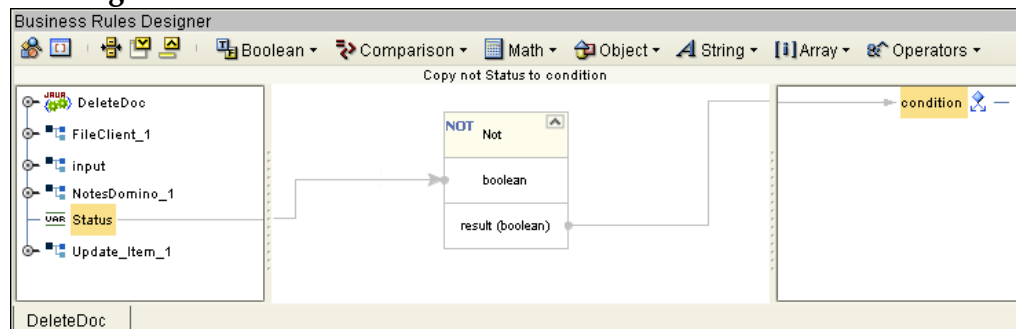 Business Rules Designer
Boolean Comparison Math Object String [i] Array Operators
Copy not Status to condition
JAVA DeleteDoc
FileClient_1
input
NotesDomino_1
VAR Status
Update_Item_1
NOT Not
boolean
result (boolean)
condition
DeleteDoc